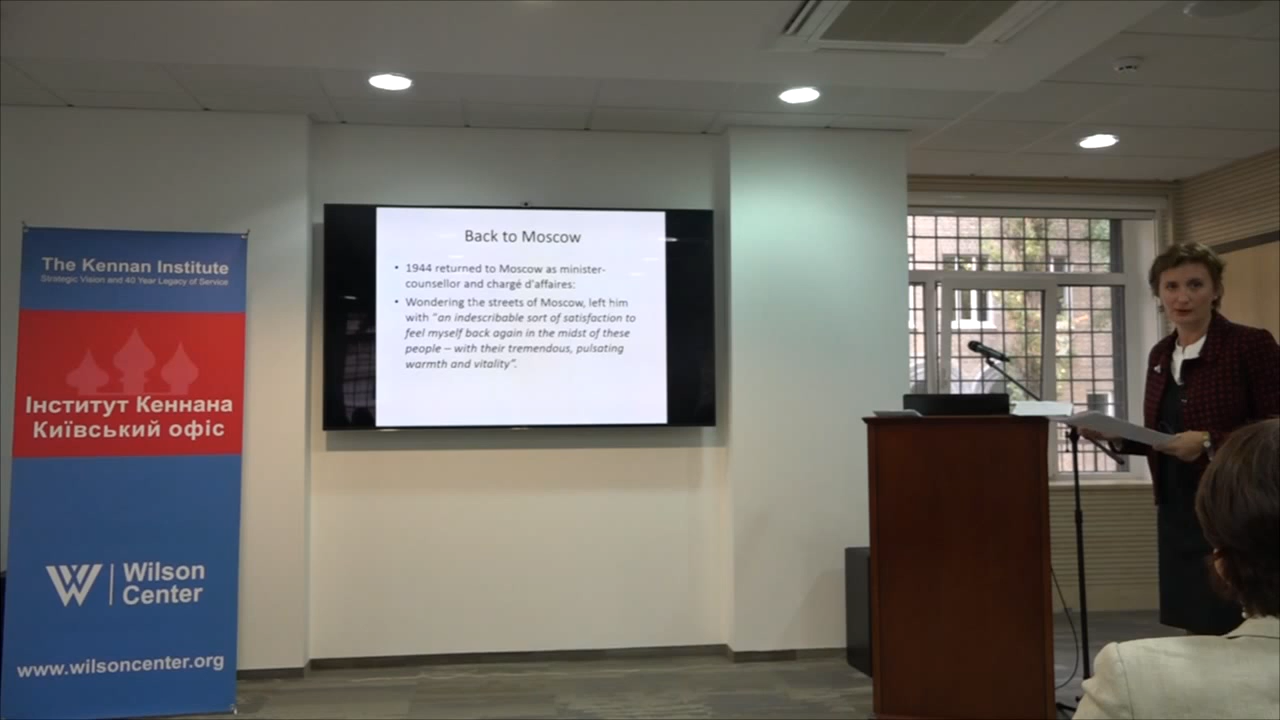 The Kennan Institute
Strategic Vision and 40 Year Legacy of Service
Інститут Кеннана
Київський офіс
W | Wilson
Center
www.wilsoncenter.org
Back to Moscow
• 1944 returned to Moscow as minister-
counsellor and chargé d'affaires:
• Wondering the streets of Moscow, left him
with "an indescribable sort of satisfaction to
feel myself back again in the midst of these
people – with their tremendous, pulsating
warmth and vitality".